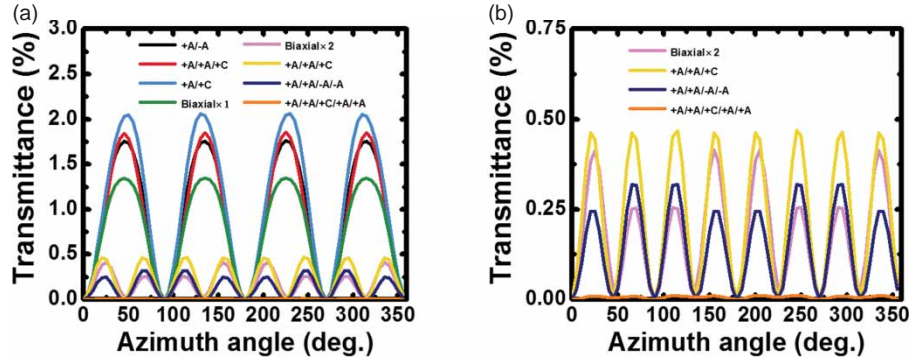 (a)
Transmittance (%)
3.0
2.5
2.0
1.5
1.0
0.5
0.0
+A/-A
+A/+A/+C
+A/+C
Biaxial×1
Biaxial×2
+A/+A/+C
+A/+A/-A/-A
+A/+A/+C/+A/+A
0 50 100 150 200 250 300 350
Azimuth angle (deg.)
(b)
Transmittance (%)
0.75
0.50
0.25
0.00
Biaxial×2
+A/+A/+C
+A/+A/-A/-A
+A/+A/+C/+A/+A
0 50 100 150 200 250 300 350
Azimuth angle (deg.)